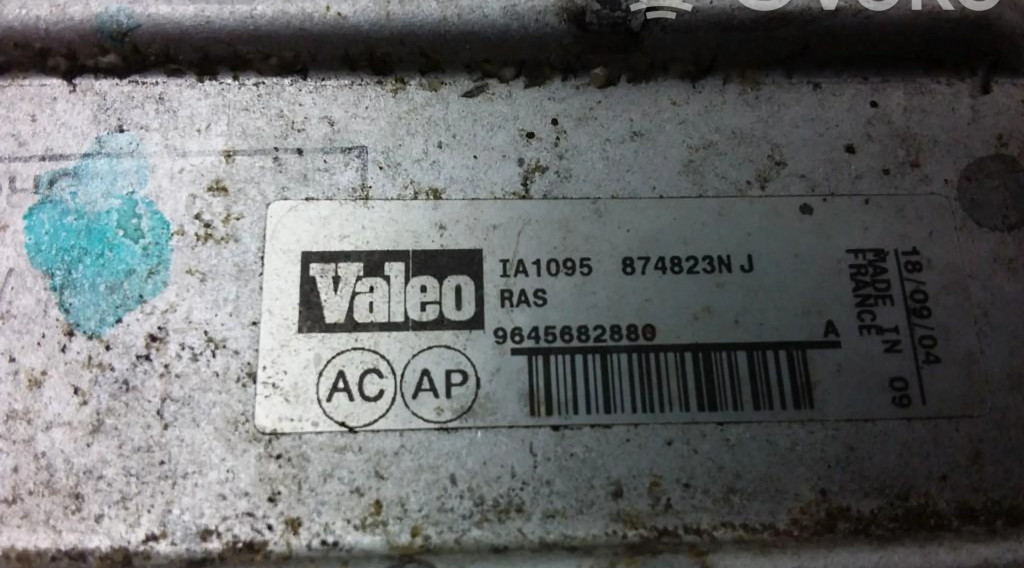 Valeo
IA1095 874823N J
RAS
9645682880 A
AC AP
18/09/04
MADE IN 09
FRANCE